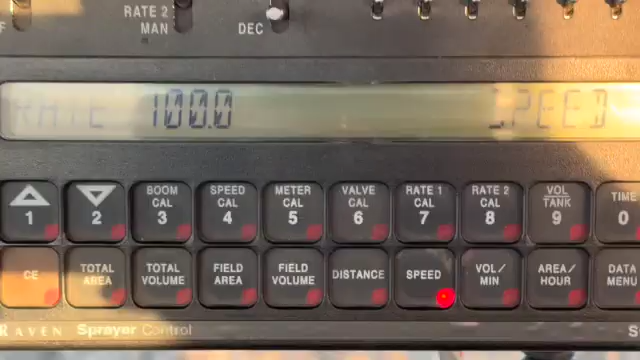 RATE 2
MAN
DEC
RATE 100.0 SPEED
1
2
BOOM CAL 3
SPEED CAL 4
METER CAL 5
VALVE CAL 6
RATE 1 CAL 7
RATE 2 CAL 8
VOL TANK 9
TIME 0
CE
TOTAL AREA
TOTAL VOLUME
FIELD AREA
FIELD VOLUME
DISTANCE
SPEED
VOL/ MIN
AREA/ HOUR
DATA MENU
RAVEN Sprayer Control